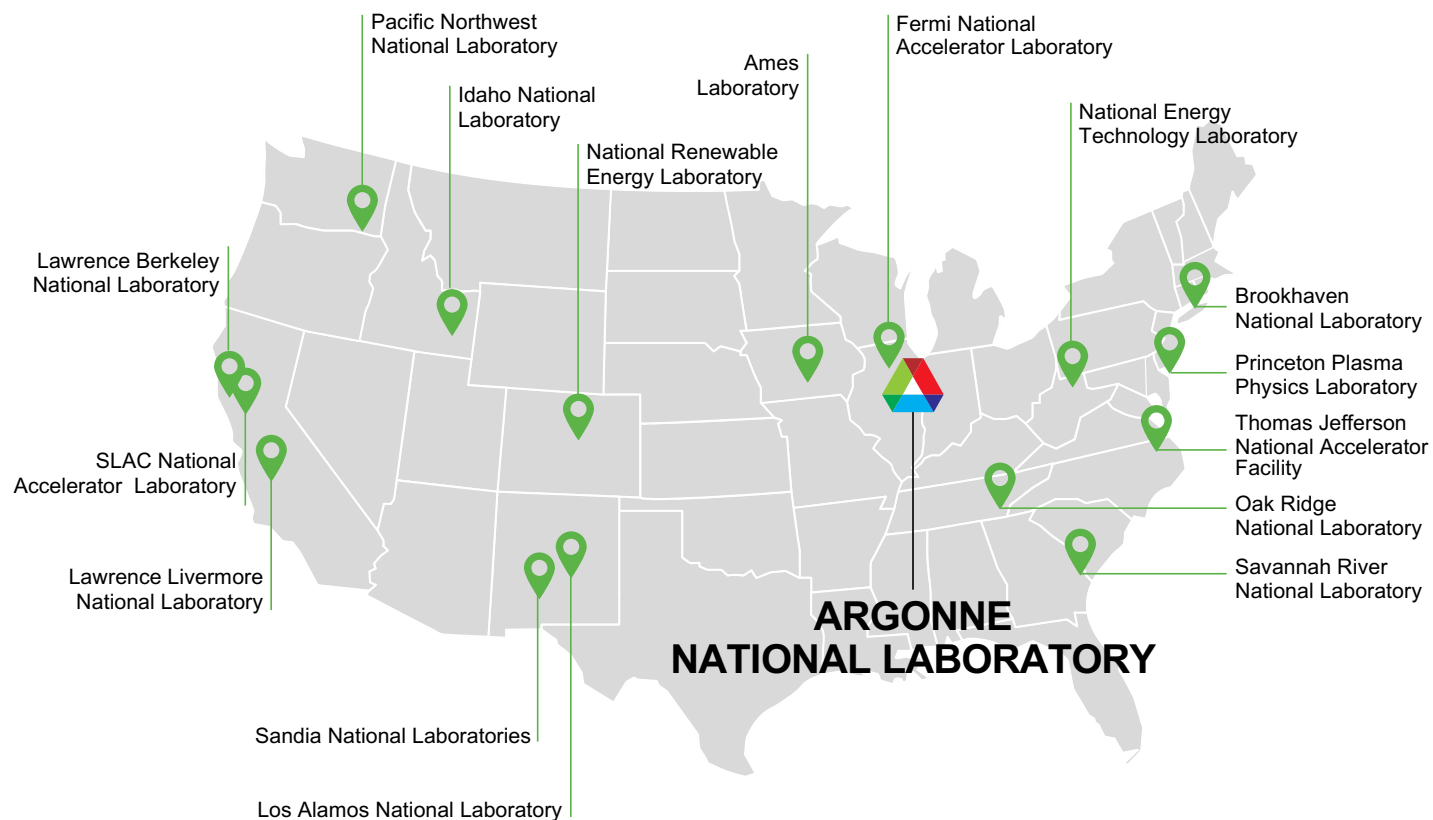 Pacific Northwest
National Laboratory
Fermi National
Accelerator Laboratory
Ames
Laboratory
Idaho National
Laboratory
National Energy
Technology Laboratory
National Renewable
Energy Laboratory
Lawrence Berkeley
National Laboratory
Brookhaven
National Laboratory
Princeton Plasma
Physics Laboratory
Thomas Jefferson
National Accelerator
Facility
SLAC National
Accelerator Laboratory
Oak Ridge
National Laboratory
Lawrence Livermore
National Laboratory
Savannah River
National Laboratory
ARGONNE
NATIONAL LABORATORY
Sandia National Laboratories
Los Alamos National Laboratory